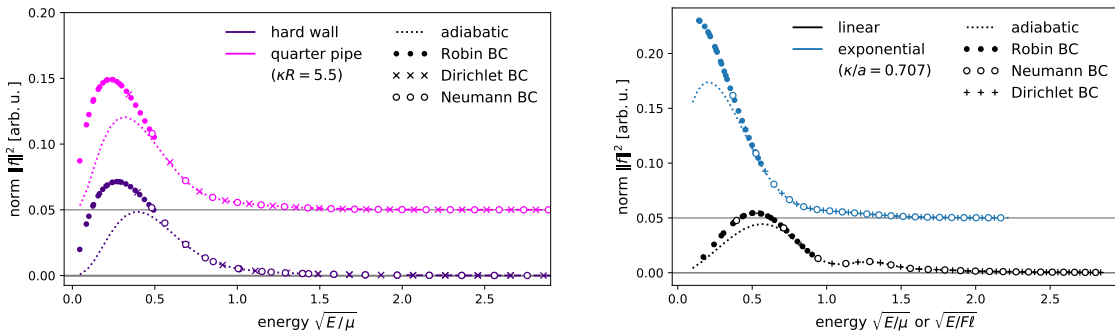 0.20
0.15
0.10
0.05
0.00
norm ‖f‖² [arb. u.]
hard wall
quarter pipe
(κR = 5.5)
adiabatic
Robin BC
Dirichlet BC
Neumann BC
0.0 0.5 1.0 1.5 2.0 2.5
energy √E/μ
0.20
0.15
0.10
0.05
0.00
norm ‖f‖² [arb. u.]
linear
exponential
(κ/a = 0.707)
adiabatic
Robin BC
Neumann BC
Dirichlet BC
0.0 0.5 1.0 1.5 2.0 2.5
energy √E/μ or √E/Fℓ